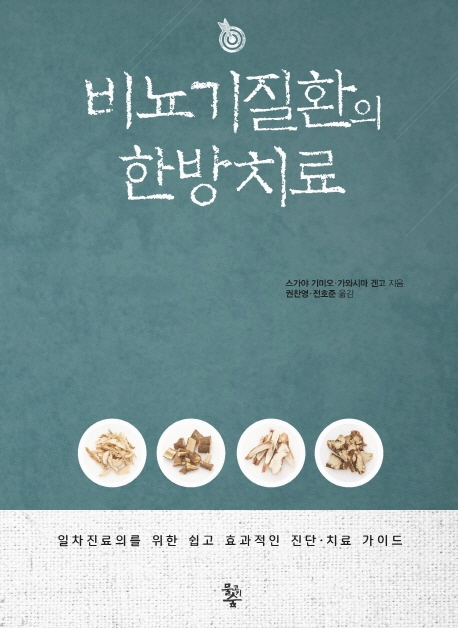 비뇨기질환의
한방치료
스가야 기미오·가와시마 겐고 지음
권찬영·전호준 옮김
일차진료의를 위한 쉽고 효과적인 진단·치료 가이드
물고기숲